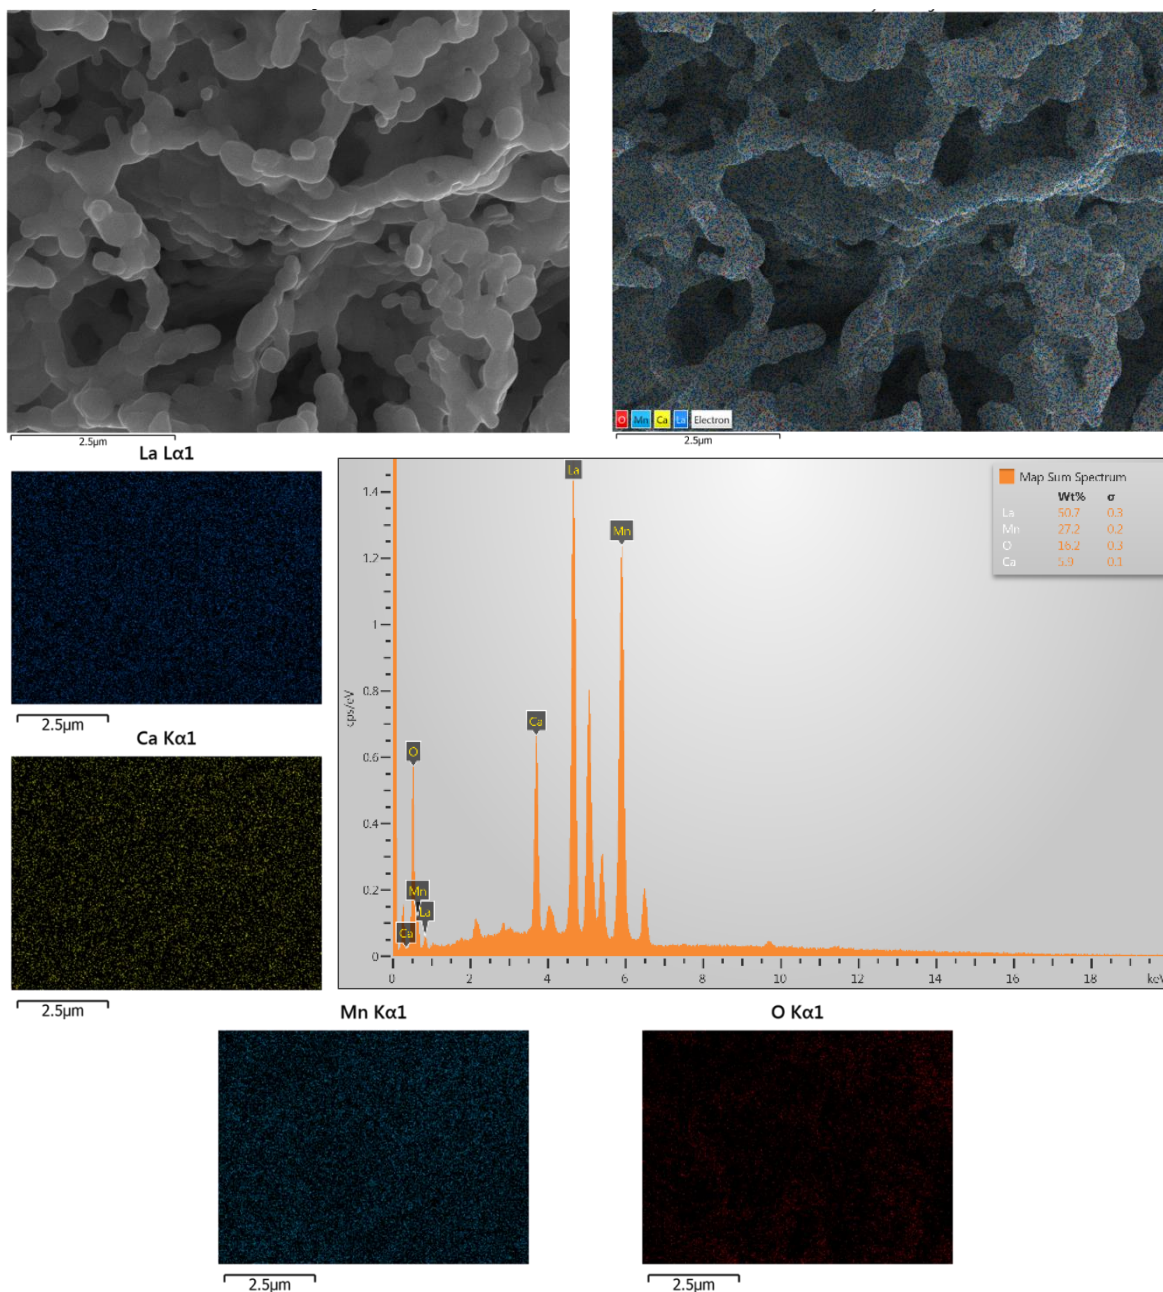 O Mn Ca La Electron
2.5µm
2.5µm
La Lα1
2.5µm
Ca Kα1
2.5µm
Map Sum Spectrum
Wt% σ
La 50.7 0.3
Mn 27.2 0.2
O 16.2 0.3
Ca 5.9 0.1
La
Mn
Ca
O
Mn
La
Ca
cps/eV
1.4
1.2
1
0.8
0.6
0.4
0.2
0
0 2 4 6 8 10 12 14 16 18 keV
Mn Kα1
2.5µm
O Kα1
2.5µm